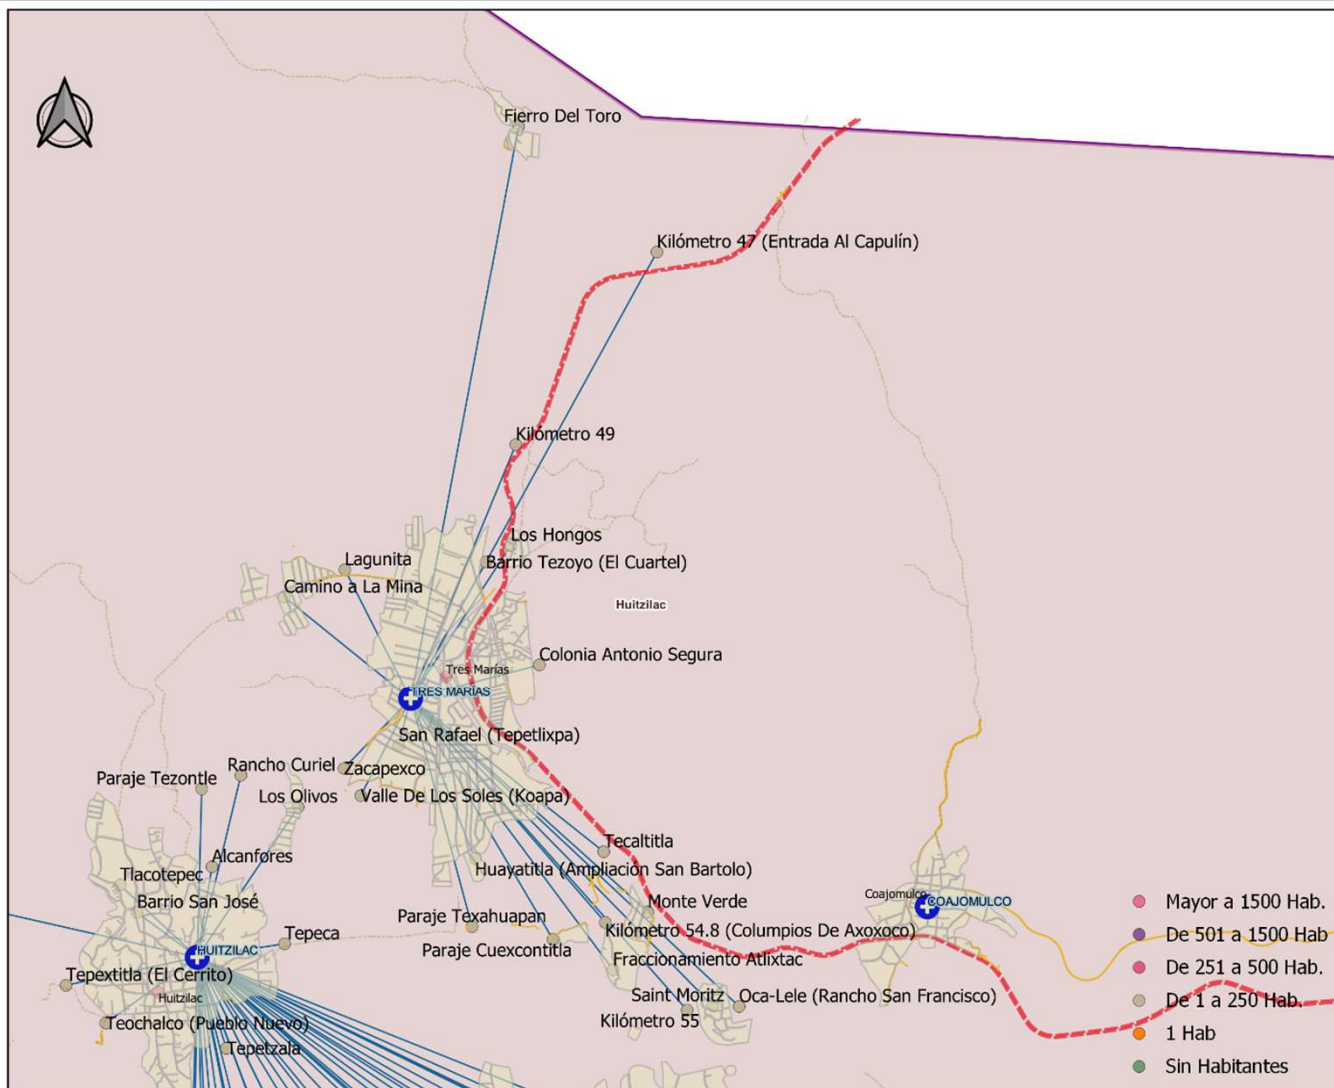 Fierro Del Toro
Kilómetro 47 (Entrada Al Capulín)
Kilómetro 49
Los Hongos
Lagunita
Barrio Tezoyo (El Cuartel)
Camino a La Mina
Huitzilac
Colonia Antonio Segura
Tres Marías
TRES MARÍAS
San Rafael (Tepetlixpa)
Rancho Curiel
Zacapexco
Paraje Tezontle
Los Olivos
Valle De Los Soles (Koapa)
Tecaltitla
Alcanfores
Huayatitla (Ampliación San Bartolo)
Tlacotepec
Barrio San José
Monte Verde
Coajomulco
COAJOMULCO
Paraje Texahuapan
Kilómetro 54.8 (Columpios De Axoxoco)
Tepeca
Paraje Cuexcontitla
HUITZILAC
Fraccionamiento Atlixtac
Tepextitla (El Cerrito)
Huitzilac
Saint Moritz
Oca-Lele (Rancho San Francisco)
Kilómetro 55
Teochalco (Pueblo Nuevo)
Tepetzala
Mayor a 1500 Hab.
De 501 a 1500 Hab
De 251 a 500 Hab.
De 1 a 250 Hab.
1 Hab
Sin Habitantes